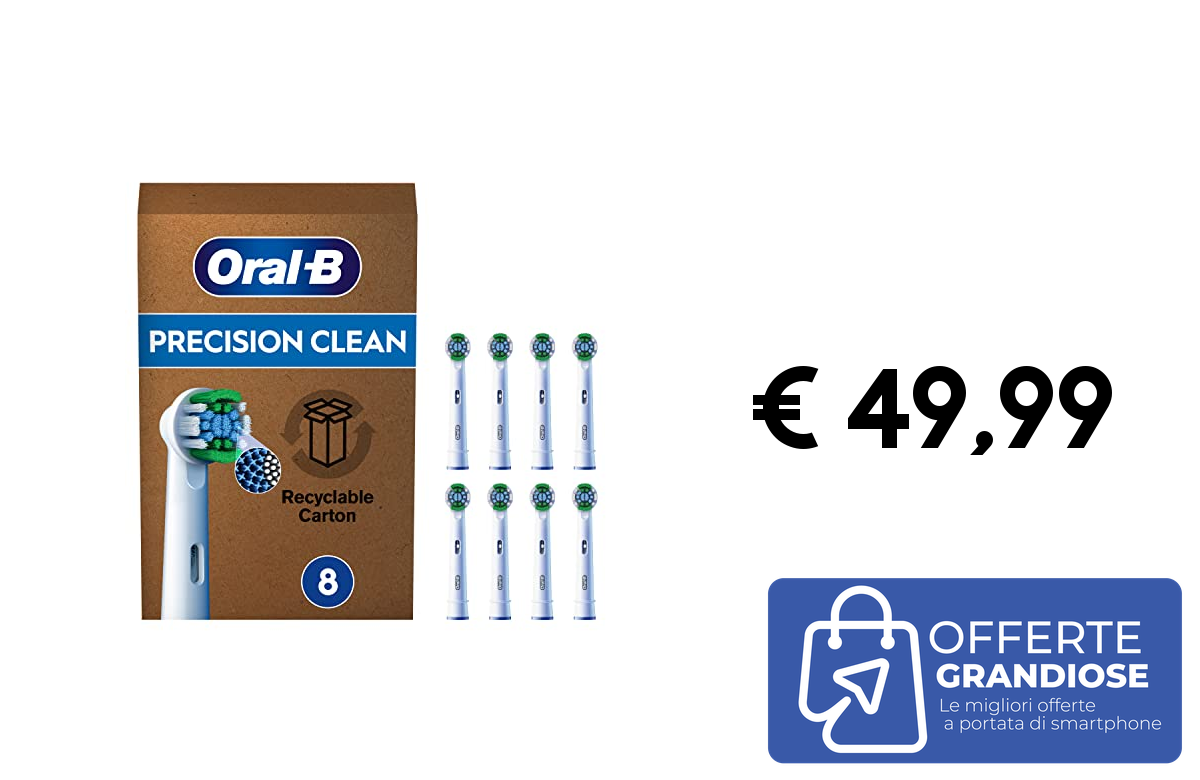 Oral-B
PRECISION CLEAN
Recyclable
Carton
8
€ 49,99
OFFERTE
GRANDIOSE
Le migliori offerte
a portata di smartphone